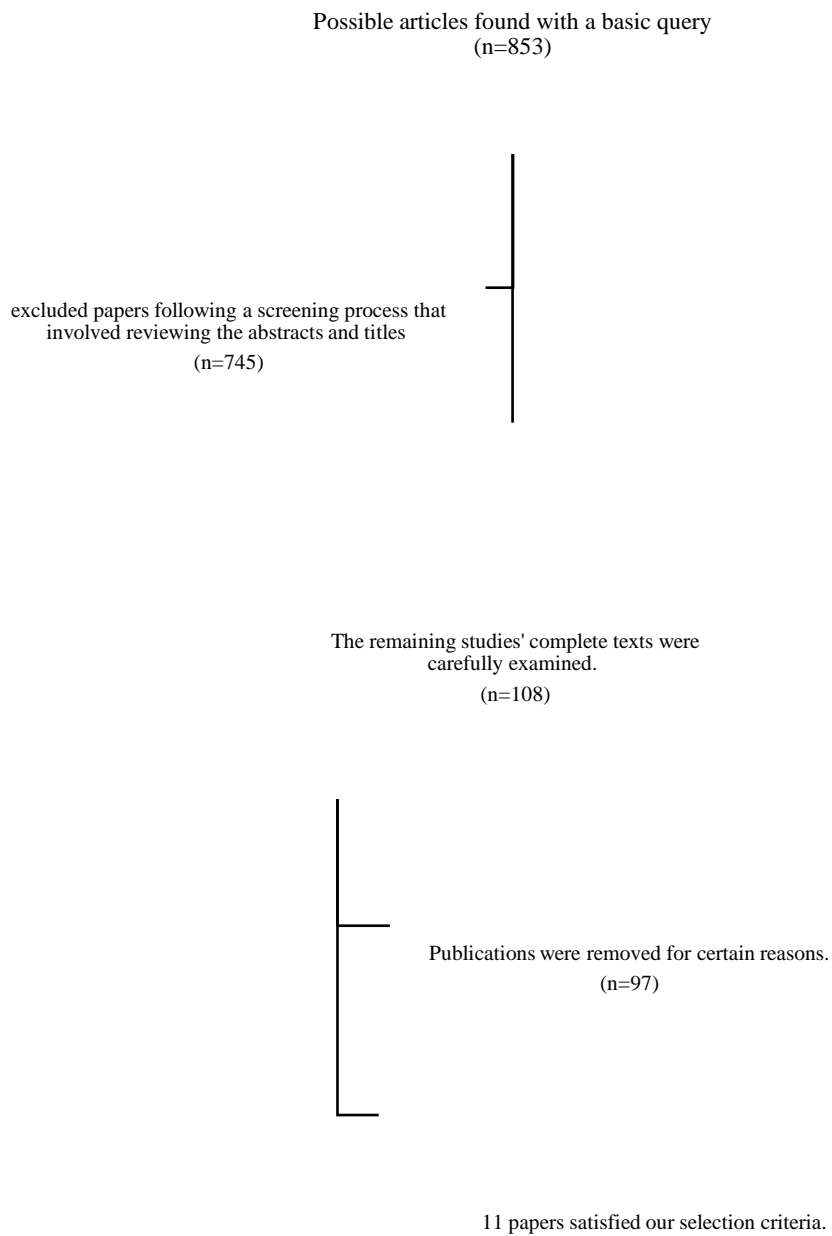 Possible articles found with a basic query
(n=853)
excluded papers following a screening process that
involved reviewing the abstracts and titles
(n=745)
The remaining studies' complete texts were
carefully examined.
(n=108)
Publications were removed for certain reasons.
(n=97)
11 papers satisfied our selection criteria.